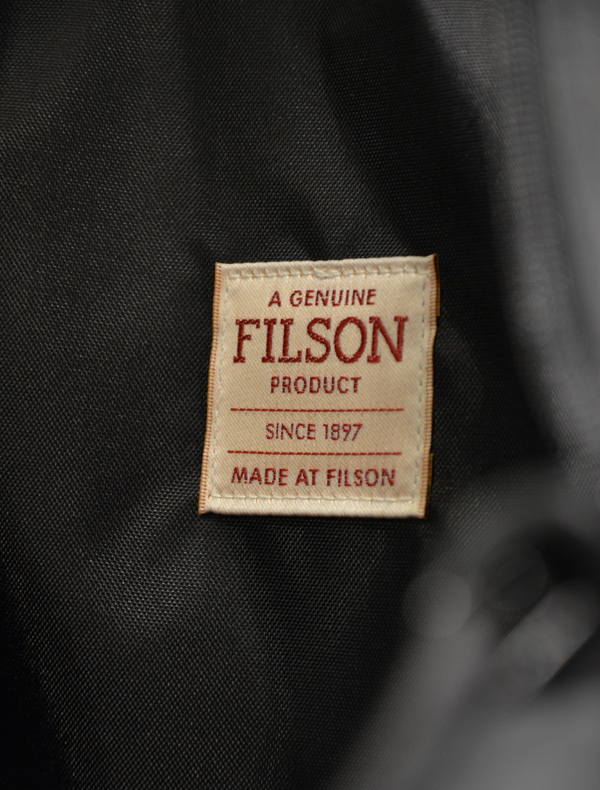 A GENUINE
FILSON
PRODUCT
SINCE 1897
MADE AT FILSON